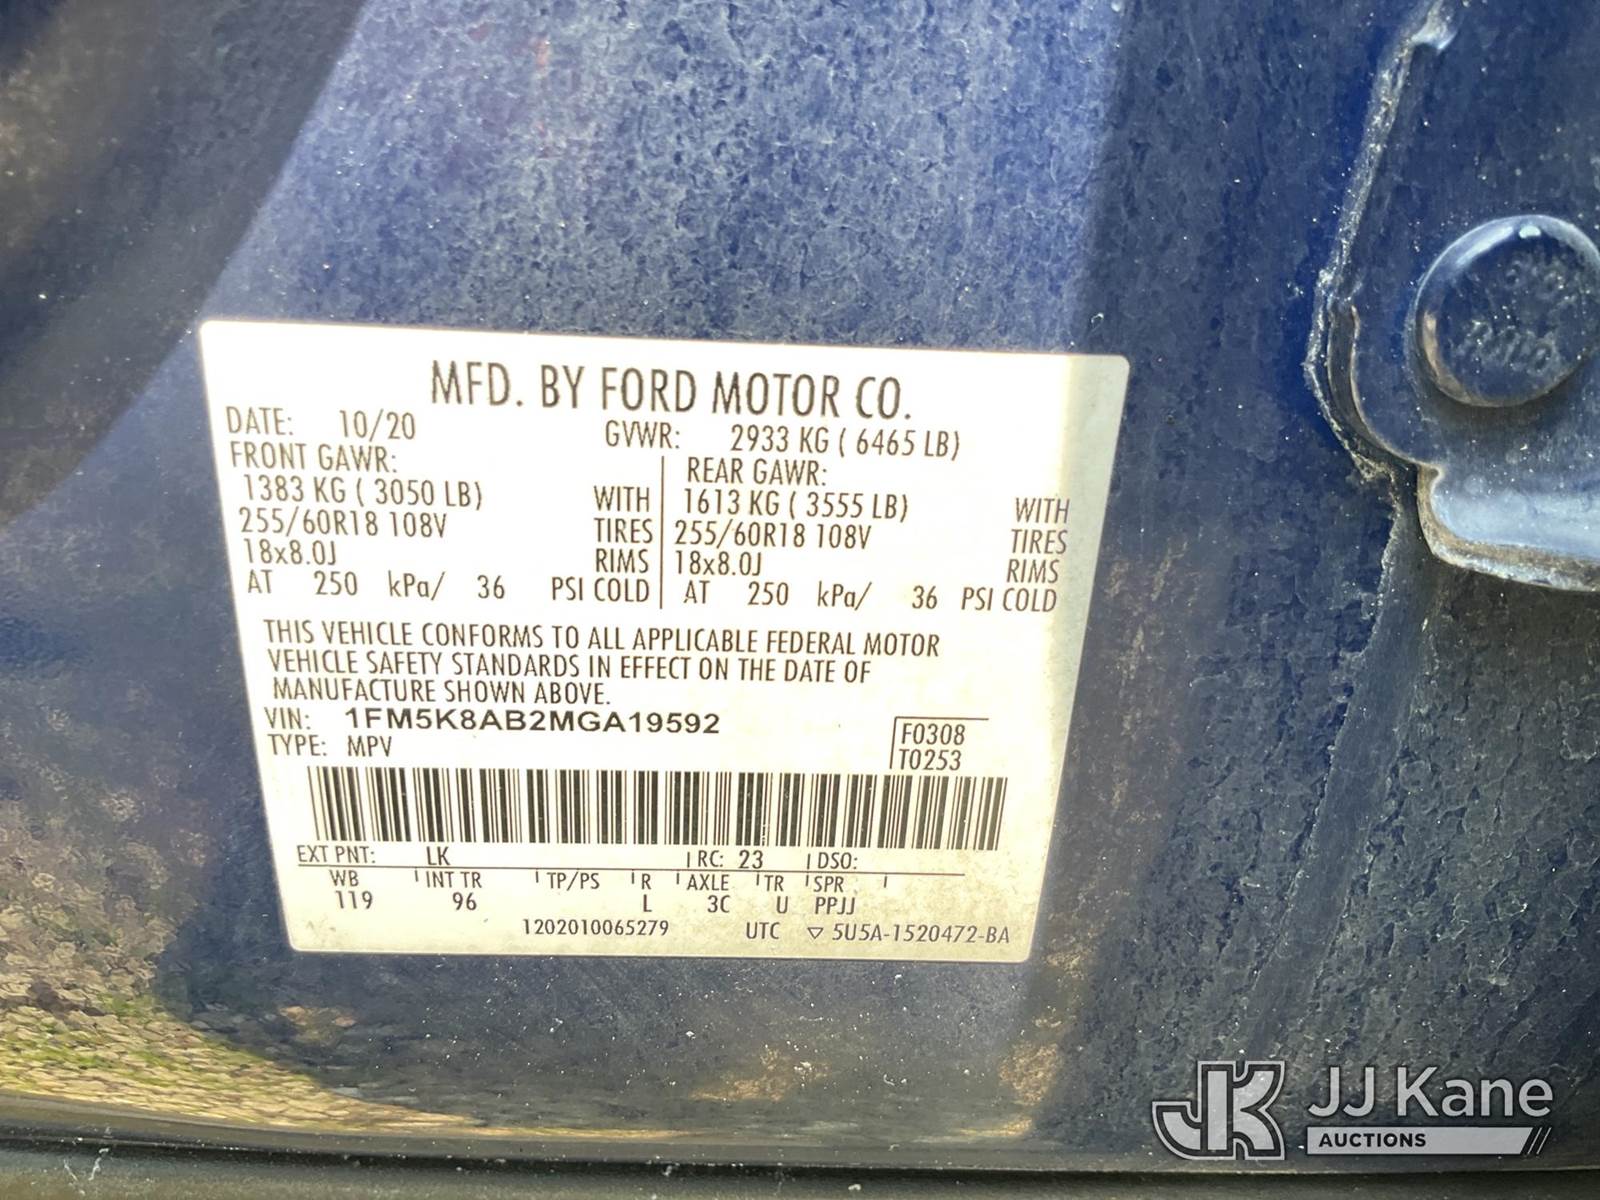 MFD. BY FORD MOTOR CO.
DATE: 10/20 GVWR: 2933 KG ( 6465 LB)
FRONT GAWR: REAR GAWR:
1383 KG ( 3050 LB) WITH 1613 KG ( 3555 LB) WITH
255/60R18 108V TIRES 255/60R18 108V TIRES
18x8.0J RIMS 18x8.0J RIMS
AT 250 kPa/ 36 PSI COLD AT 250 kPa/ 36 PSI COLD
THIS VEHICLE CONFORMS TO ALL APPLICABLE FEDERAL MOTOR
VEHICLE SAFETY STANDARDS IN EFFECT ON THE DATE OF
MANUFACTURE SHOWN ABOVE.
VIN: 1FM5K8AB2MGA19592 F0308
TYPE: MPV T0253
EXT PNT: LK RC: 23 DSO:
WB INT TR TP/PS R AXLE TR SPR
119 96 L 3C U PPJJ
1202010065279 UTC ▽ 5U5A-1520472-BA
JK JJ Kane
AUCTIONS